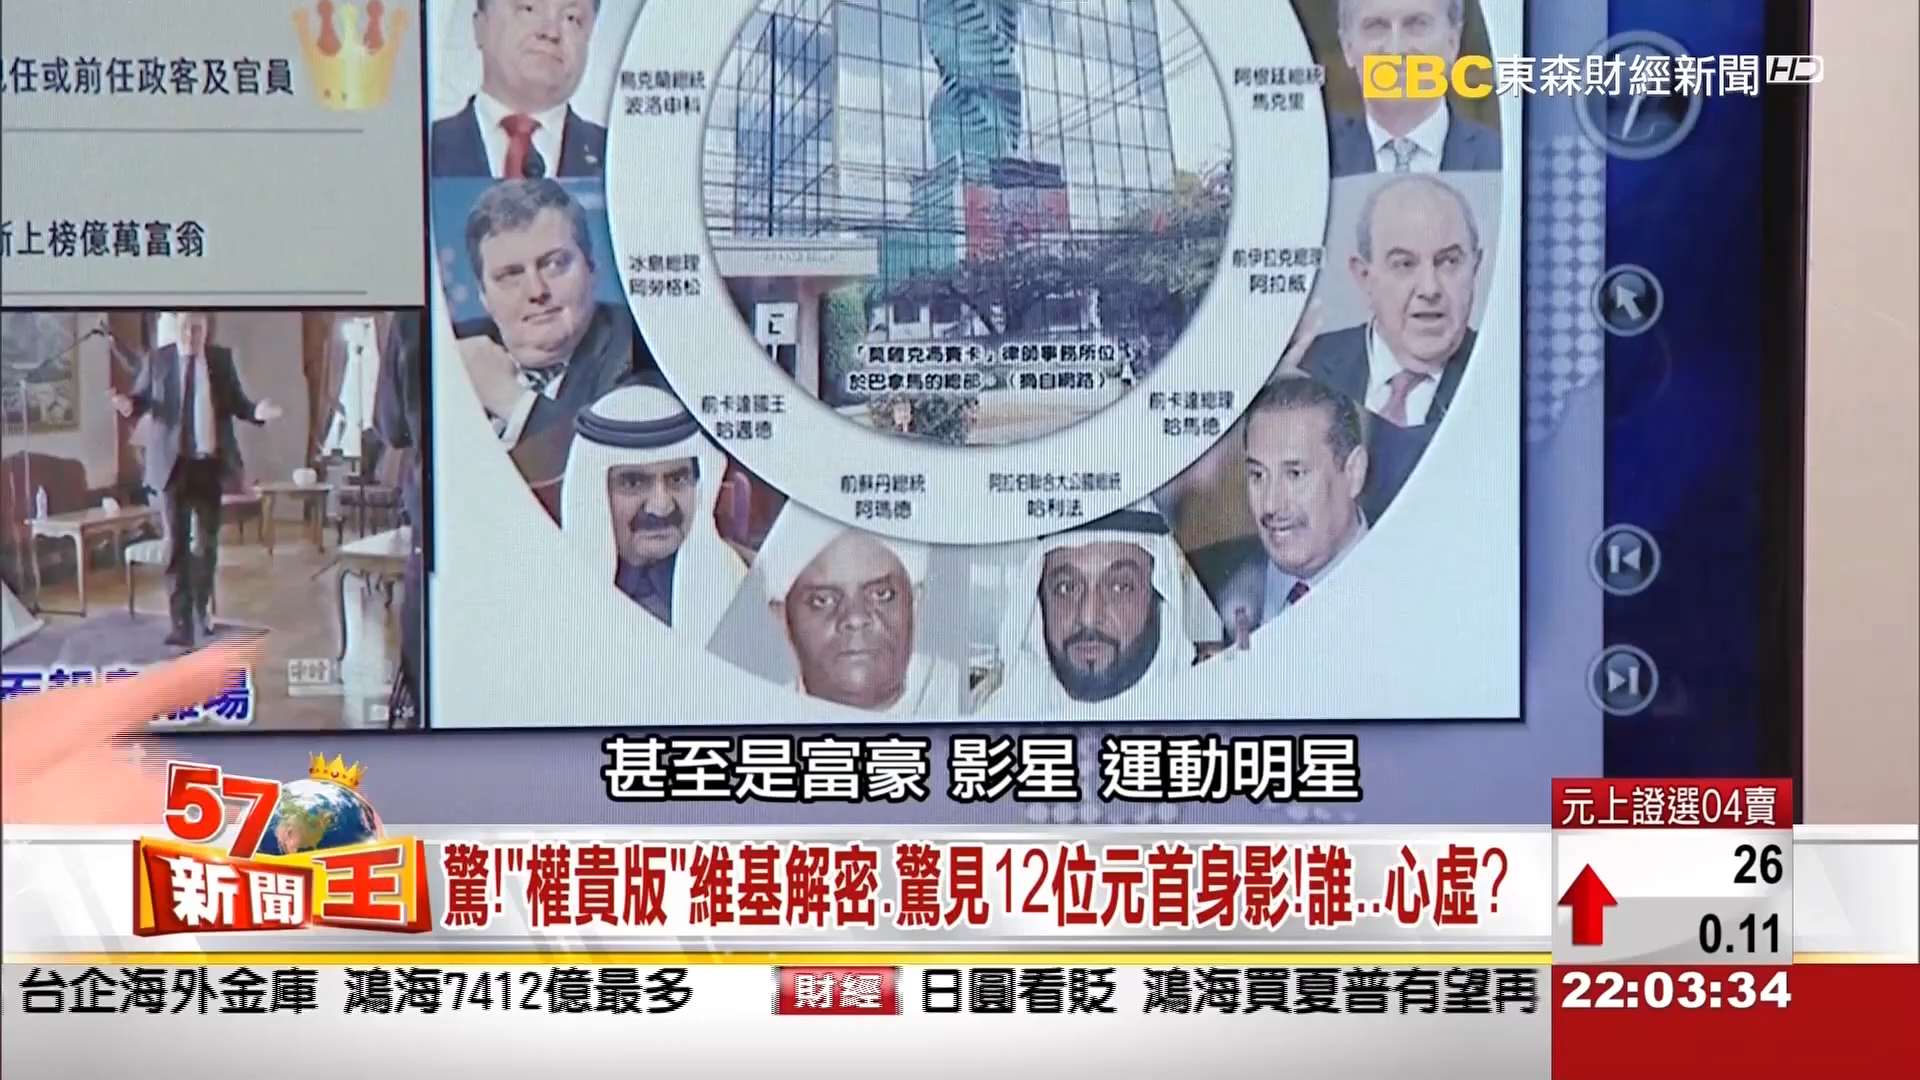 現任或前任政客及官員
新上榜億萬富翁
烏克蘭總統
波洛申科
阿根廷總統
馬克里
EBC東森財經新聞HD
冰島總理
岡勞格松
前伊拉克總理
阿拉威
「莫薩克馮賽卡」律師事務所位
於巴拿馬的總部。（摘自網路）
前卡達國王
哈邁德
前卡達總理
哈馬德
前蘇丹總統
阿瑪德
阿拉伯聯合大公國總統
哈利法
甚至是富豪 影星 運動明星
57
新聞王
驚!"權貴版"維基解密.驚見12位元首身影!誰..心虛?
元上證選04賣
26
0.11
台企海外金庫 鴻海7412億最多
財經
日圓看貶 鴻海買夏普有望再
22:03:34